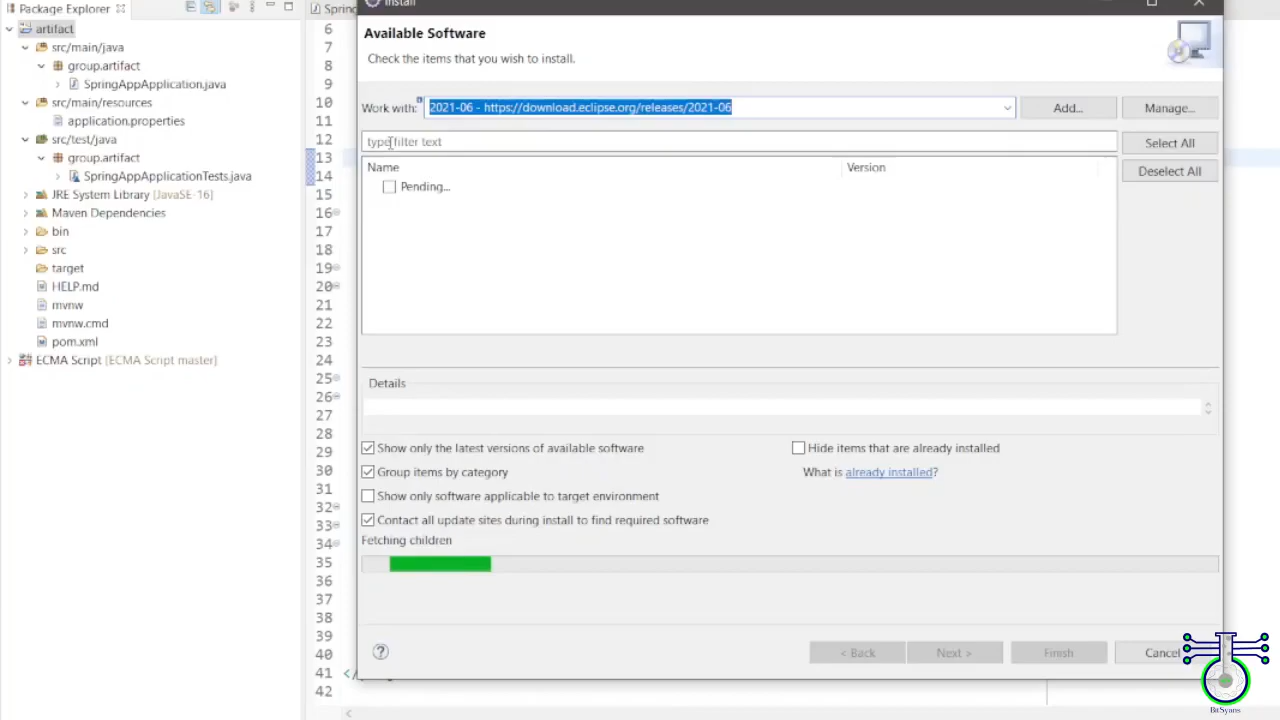 Package Explorer
artifact
src/main/java
group.artifact
SpringAppApplication.java
src/main/resources
application.properties
src/test/java
group.artifact
SpringAppApplicationTests.java
JRE System Library [JavaSE-16]
Maven Dependencies
bin
src
target
HELP.md
mvnw
mvnw.cmd
pom.xml
ECMA Script [ECMA Script master]
Spring
6
7
8
9
10
11
12
13
14
15
16
17
18
19
20
21
22
23
24
25
26
27
28
29
30
31
32
33
34
35
36
37
38
39
40
41 </
42
Install
Available Software
Check the items that you wish to install.
Work with: 2021-06 - https://download.eclipse.org/releases/2021-06 Add... Manage...
type filter text Select All
Name Version Deselect All
Pending...
Details
Show only the latest versions of available software Hide items that are already installed
Group items by category What is already installed?
Show only software applicable to target environment
Contact all update sites during install to find required software
Fetching children
? < Back Next > Finish Cancel
BitSyans